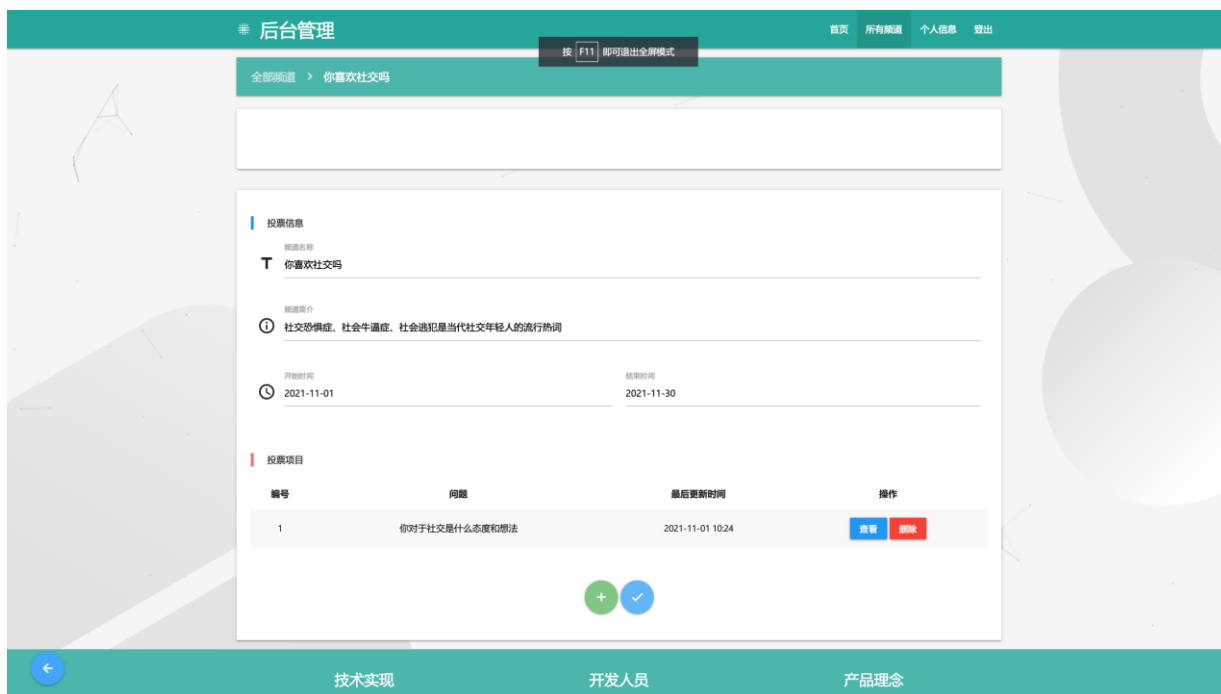 后台管理
首页 所有频道 个人信息 登出
按 F11 即可退出全屏模式
全部频道 > 你喜欢社交吗
投票信息
频道名称
你喜欢社交吗
频道简介
社交恐惧症、社会牛逼症、社会逃犯是当代社交年轻人的流行热词
开始时间 结束时间
2021-11-01 2021-11-30
投票项目
编号 问题 最后更新时间 操作
1 你对于社交是什么态度和想法 2021-11-01 10:24 查看 删除
技术实现 开发人员 产品理念